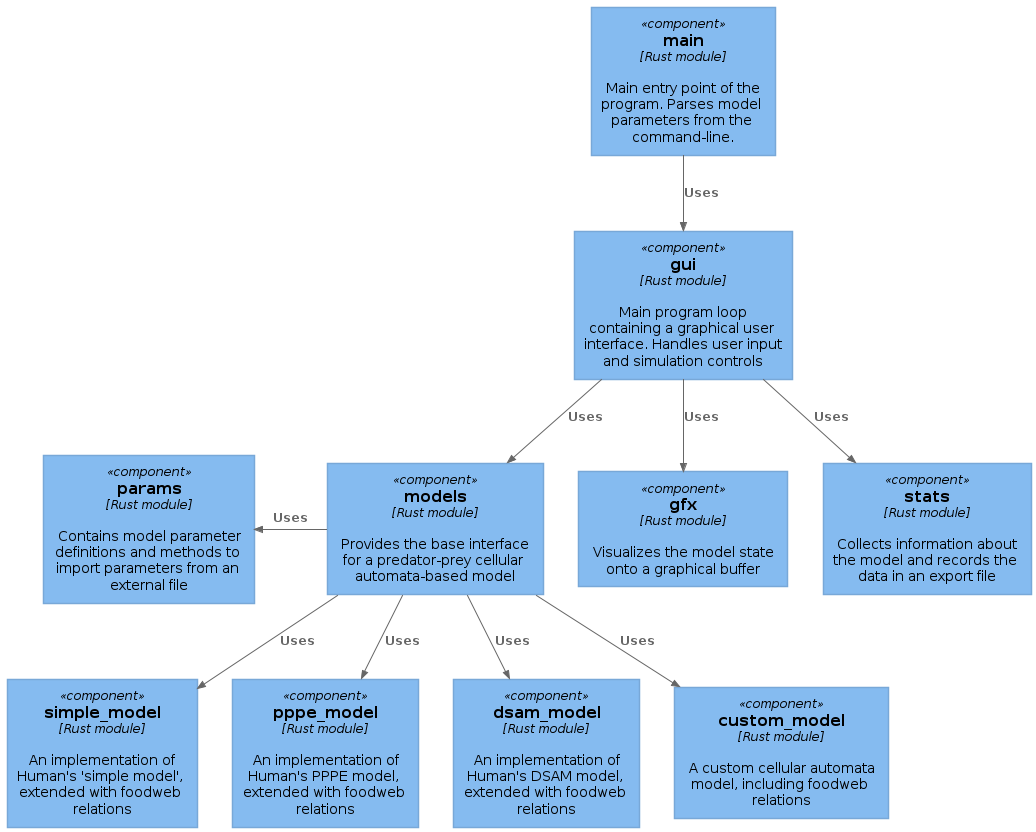 «component»
main
[Rust module]
Main entry point of the
program. Parses model
parameters from the
command-line.
Uses
«component»
gui
[Rust module]
Main program loop
containing a graphical user
interface. Handles user input
and simulation controls
Uses
Uses
Uses
«component»
params
[Rust module]
Contains model parameter
definitions and methods to
import parameters from an
external file
Uses
«component»
models
[Rust module]
Provides the base interface
for a predator-prey cellular
automata-based model
«component»
gfx
[Rust module]
Visualizes the model state
onto a graphical buffer
«component»
stats
[Rust module]
Collects information about
the model and records the
data in an export file
Uses
Uses
Uses
Uses
«component»
simple_model
[Rust module]
An implementation of
Human's 'simple model',
extended with foodweb
relations
«component»
pppe_model
[Rust module]
An implementation of
Human's PPPE model,
extended with foodweb
relations
«component»
dsam_model
[Rust module]
An implementation of
Human's DSAM model,
extended with foodweb
relations
«component»
custom_model
[Rust module]
A custom cellular automata
model, including foodweb
relations